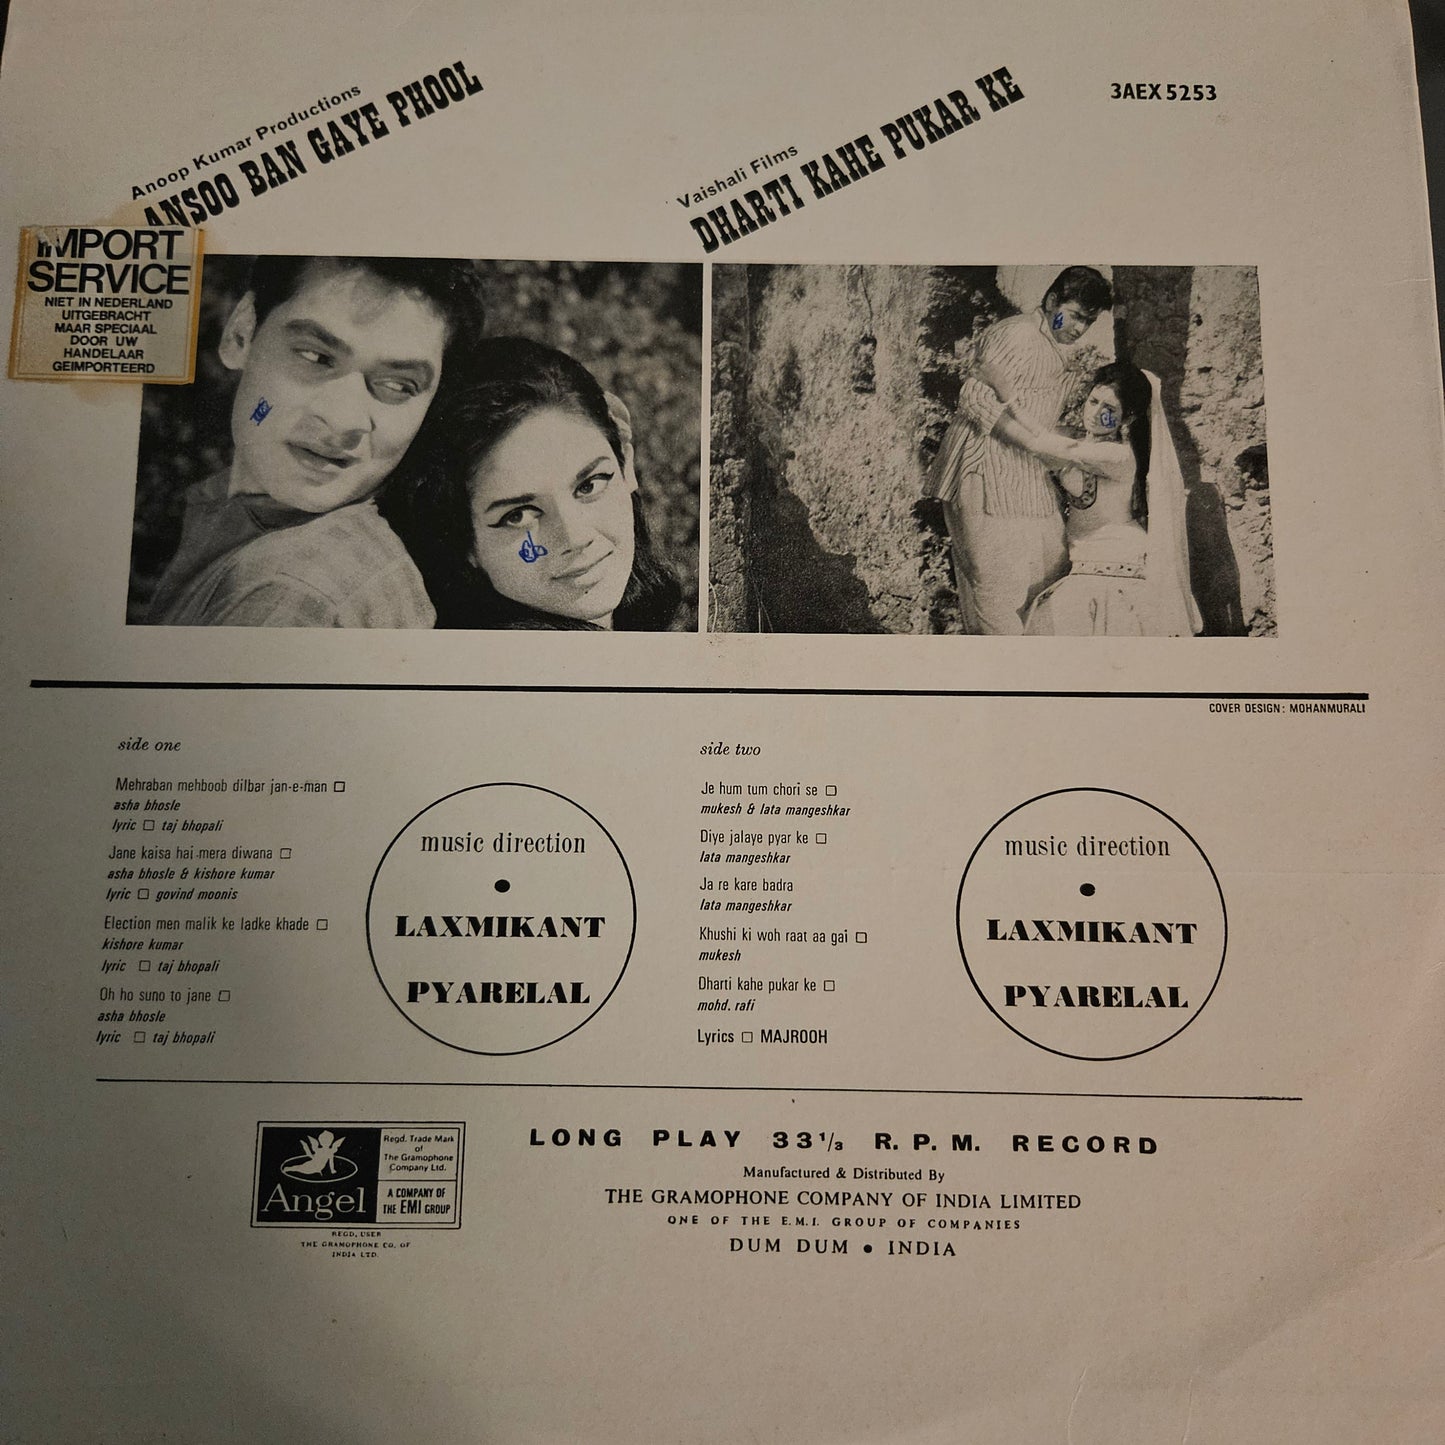 Anoop Kumar Productions
ANSOO BAN GAYE PHOOL
Vaishali Films
DHARTI KAHE PUKAR KE
3AEX 5253
IMPORT
SERVICE
NIET IN NEDERLAND
UITGEBRACHT
MAAR SPECIAAL
DOOR UW
HANDELAAR
GEIMPORTEERD
COVER DESIGN: MOHANMURALI
side one
Mehraban mehboob dilbar jan-e-man □
asha bhosle
lyric □ taj bhopali
Jane kaisa hai mera diwana □
asha bhosle & kishore kumar
lyric □ govind moonis
Election men malik ke ladke khade □
kishore kumar
lyric □ taj bhopali
Oh ho suno to jane □
asha bhosle
lyric □ taj bhopali
music direction
●
LAXMIKANT
PYARELAL
side two
Je hum tum chori se □
mukesh & lata mangeshkar
Diye jalaye pyar ke □
lata mangeshkar
Ja re kare badra
lata mangeshkar
Khushi ki woh raat aa gai □
mukesh
Dharti kahe pukar ke □
mohd. rafi
Lyrics □ MAJROOH
music direction
●
LAXMIKANT
PYARELAL
Angel
Regd. Trade Mark
of
The Gramophone
Company Ltd.
A COMPANY OF
THE EMI GROUP
REGD. USER
THE GRAMOPHONE CO. OF
INDIA LTD.
LONG PLAY 33 1/3 R. P. M. RECORD
Manufactured & Distributed By
THE GRAMOPHONE COMPANY OF INDIA LIMITED
ONE OF THE E.M.I. GROUP OF COMPANIES
DUM DUM ● INDIA